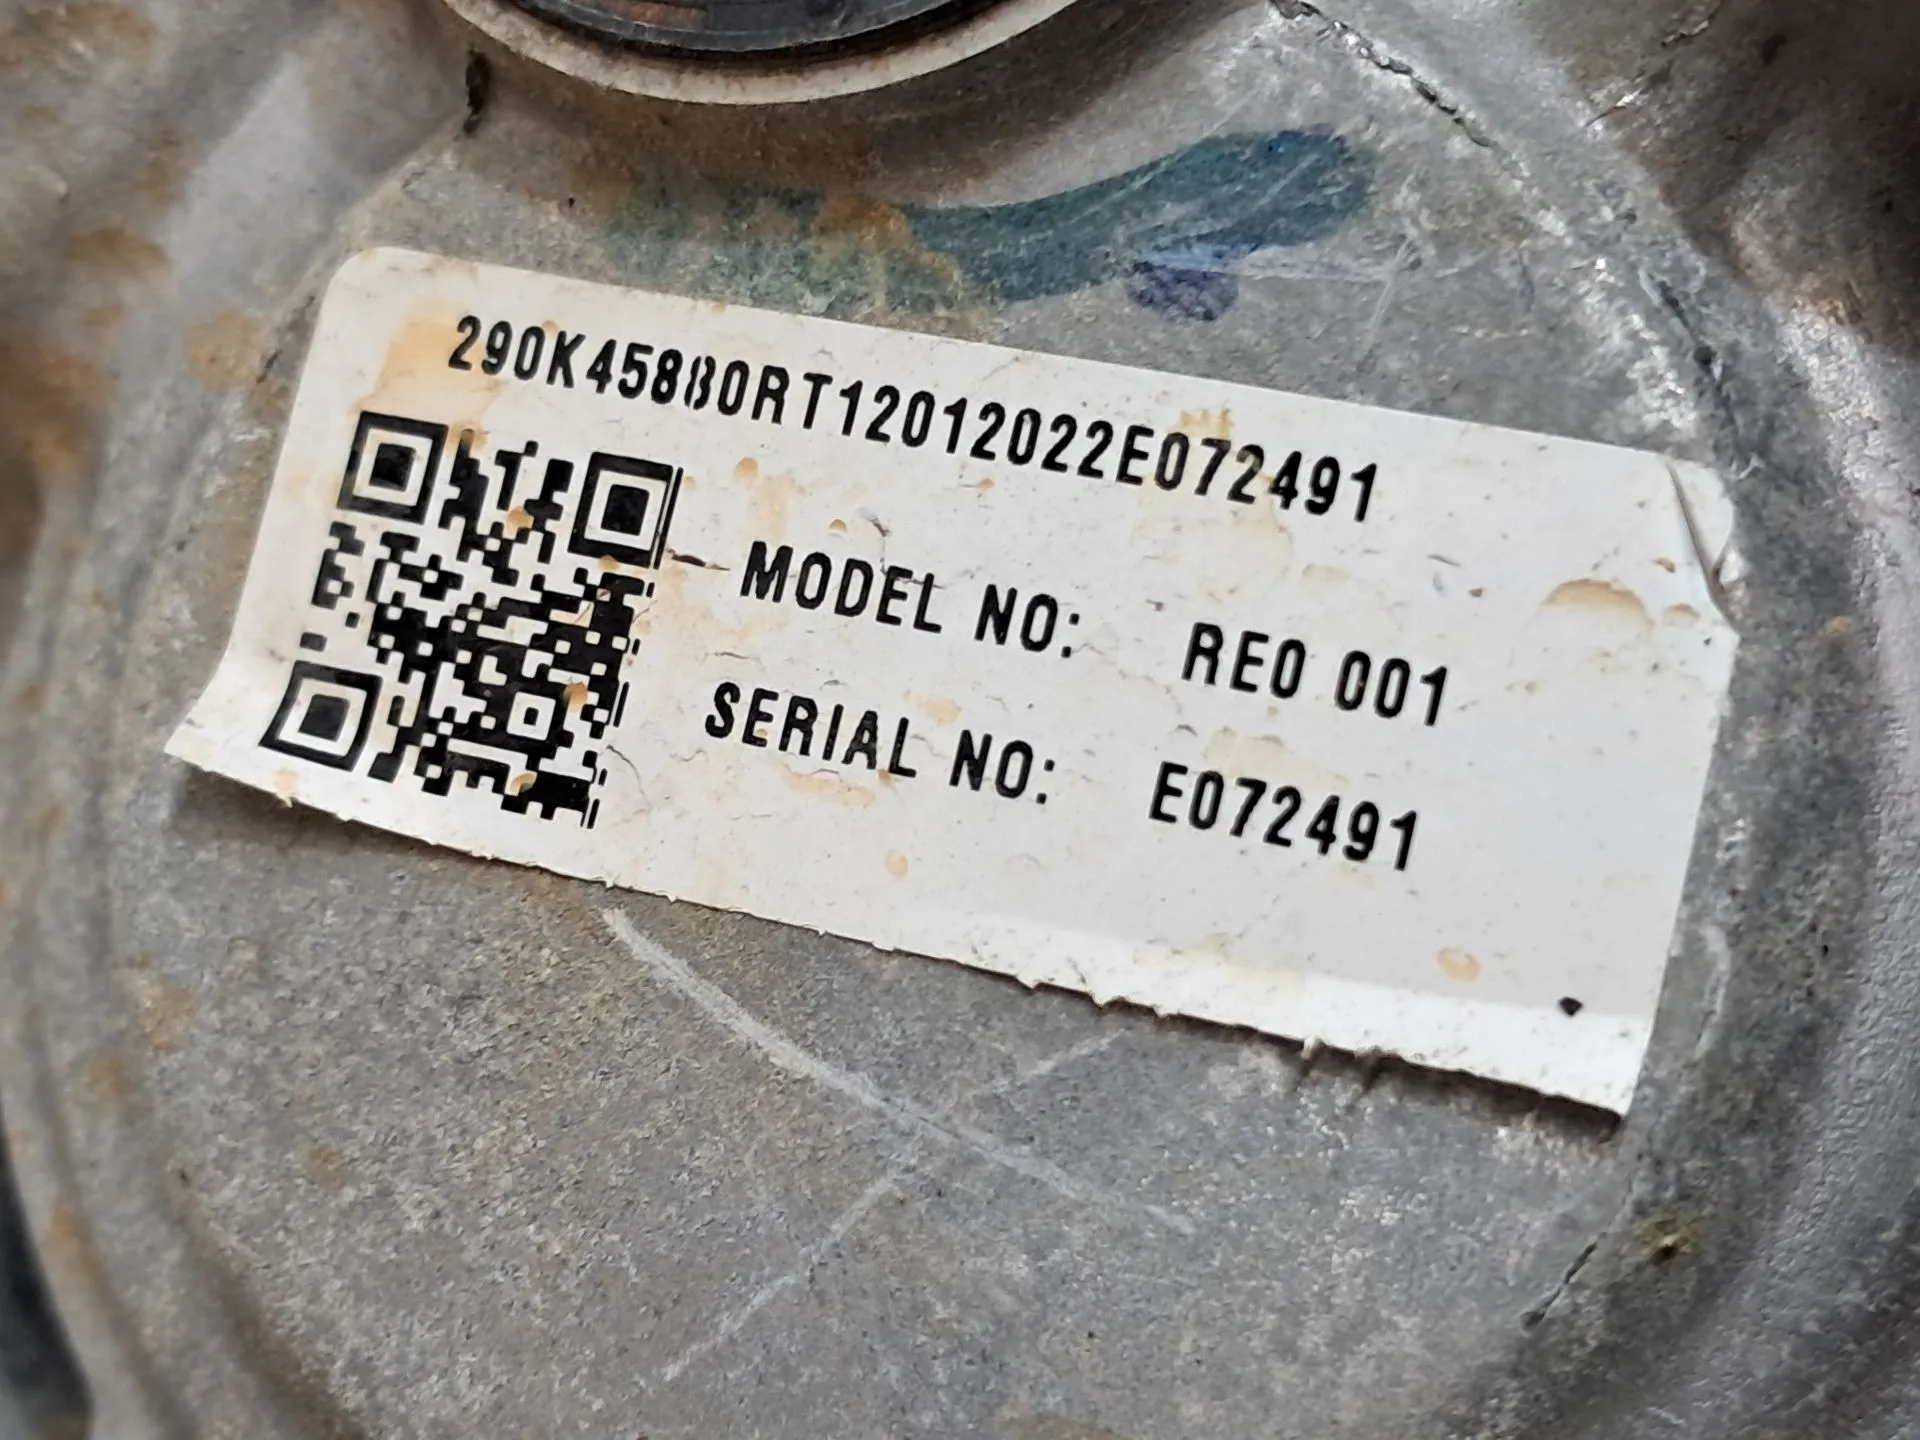 290K45880RT12012022E072491
MODEL NO: RE0 001
SERIAL NO: E072491